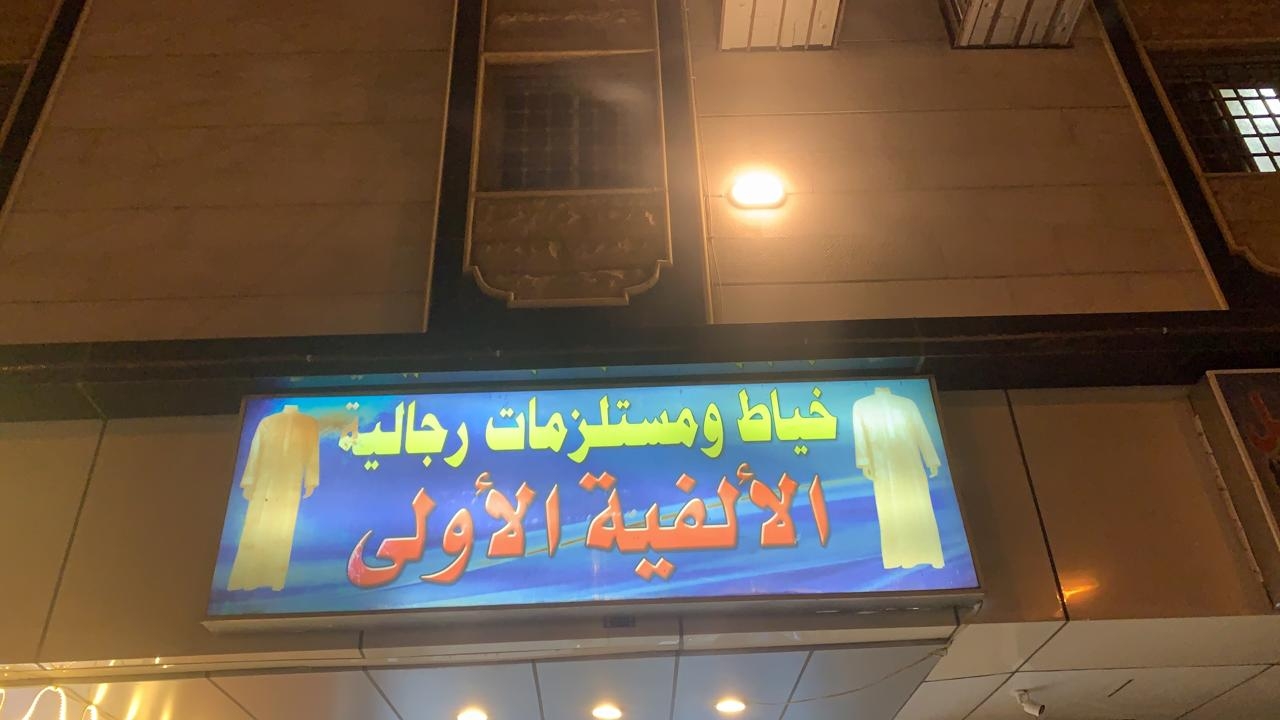 خياط ومستلزمات رجالية
الألفية الأولى